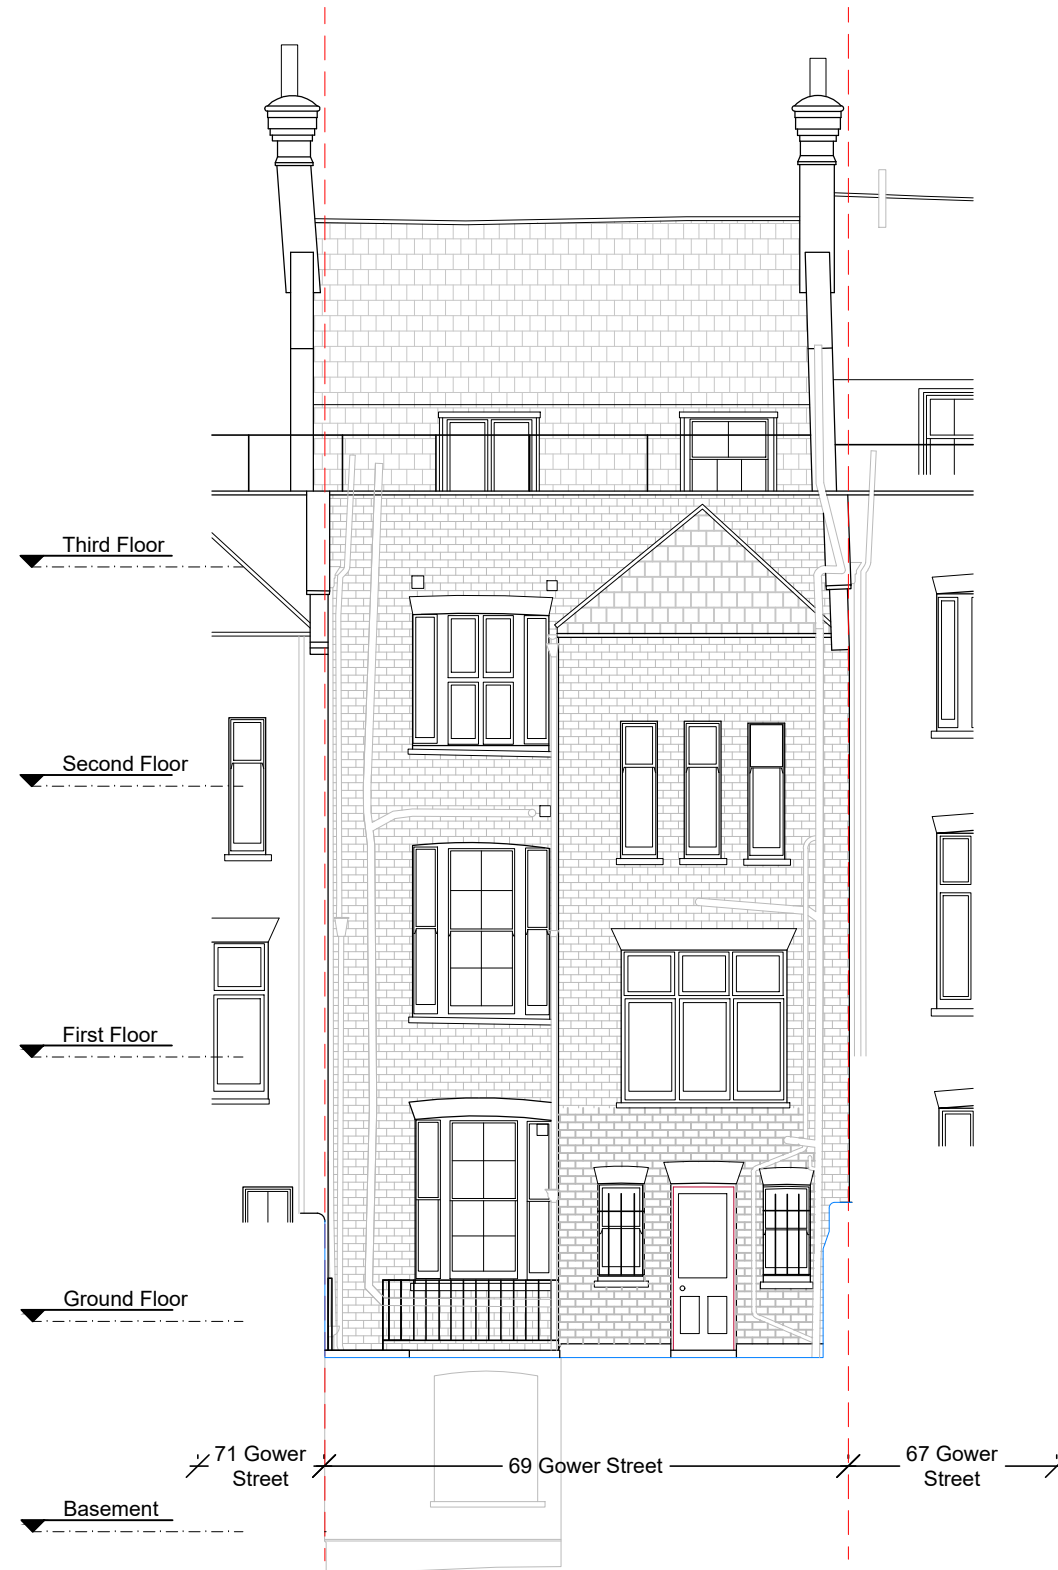 Third Floor
Second Floor
First Floor
Ground Floor
71 Gower
Street
69 Gower Street
67 Gower
Street
Basement